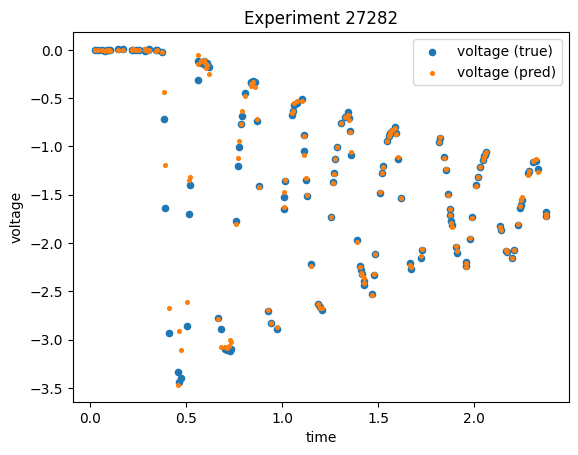 Experiment 27282
voltage (true)
voltage (pred)
0.0
−0.5
−1.0
−1.5
−2.0
−2.5
−3.0
−3.5
voltage
0.0 0.5 1.0 1.5 2.0
time